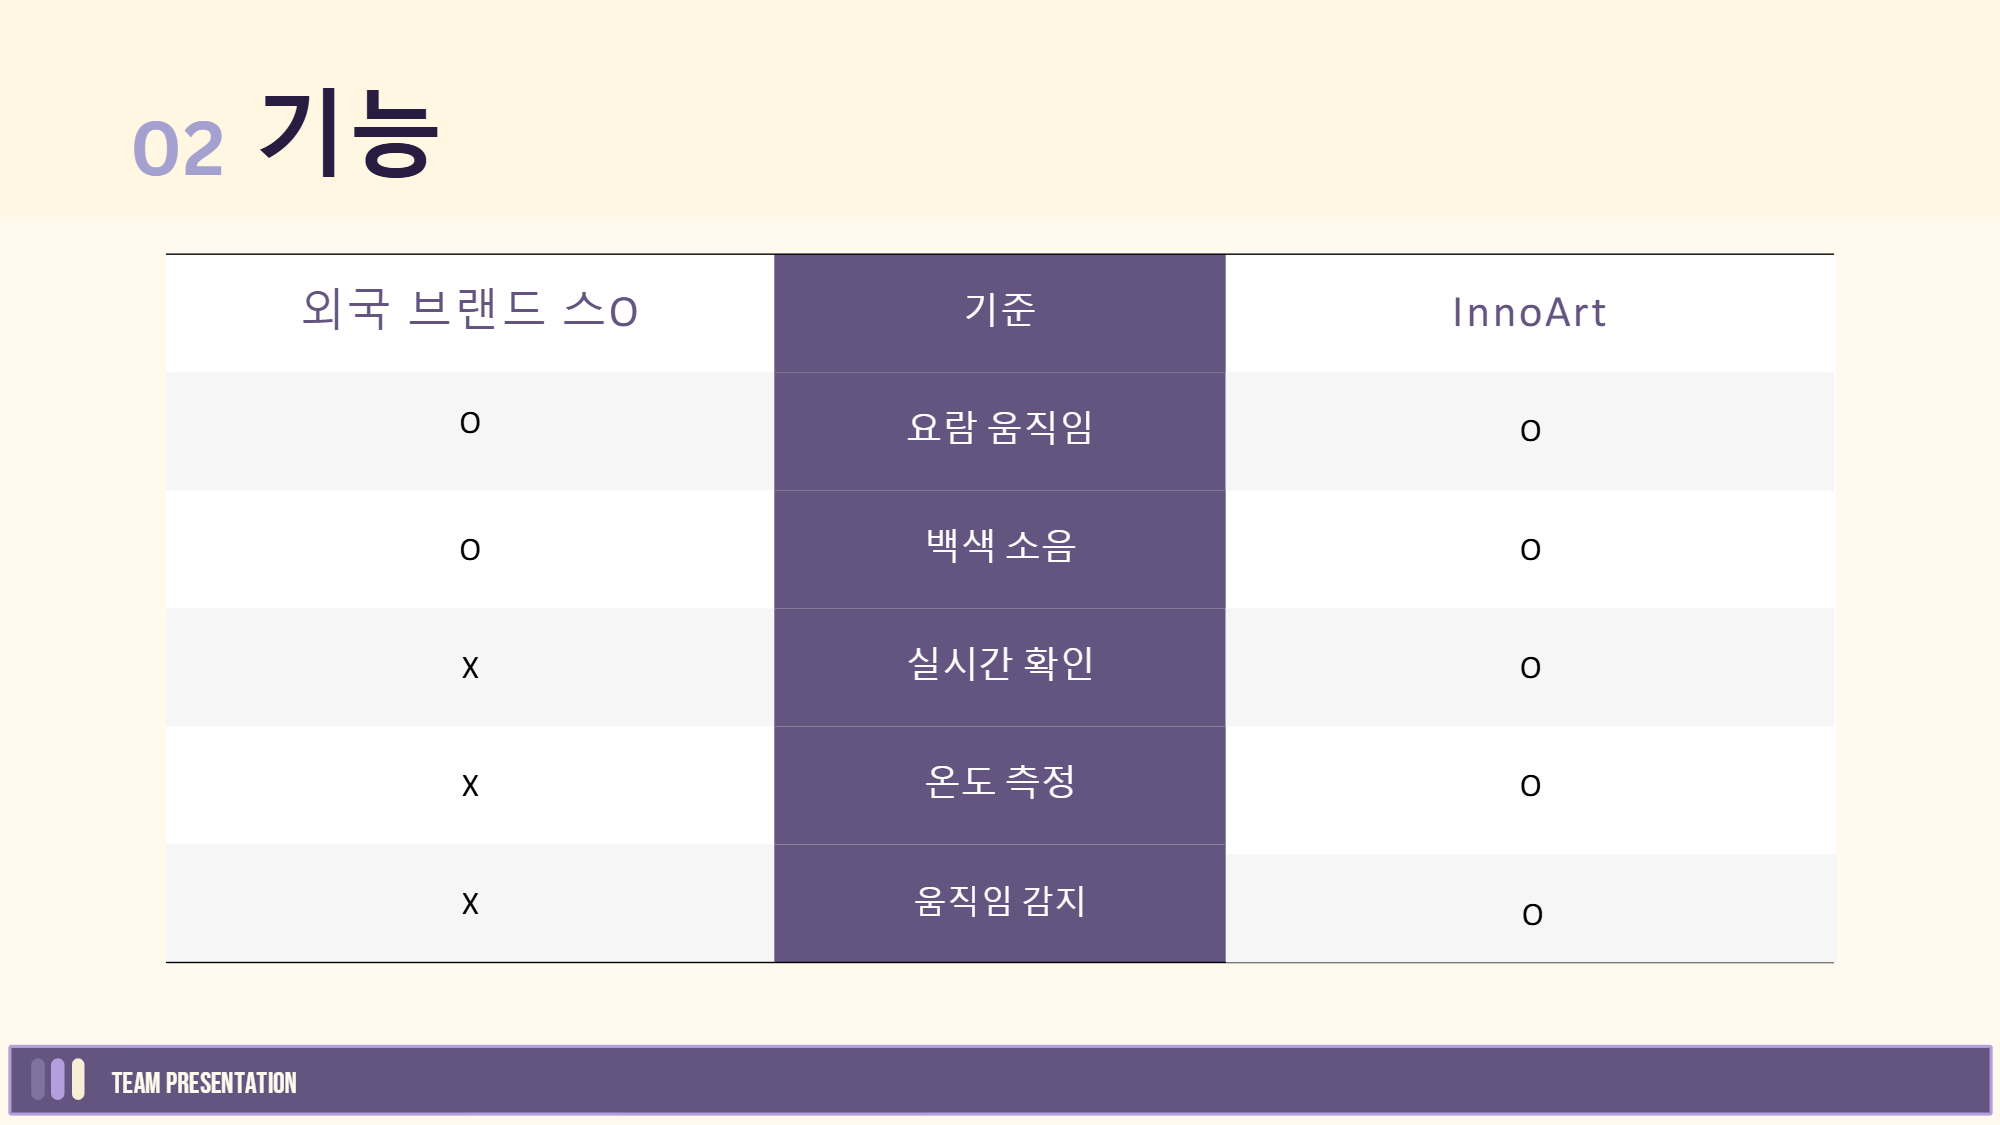 02 기능
외국 브랜드 스O 기준 InnoArt
O 요람 움직임 O
O 백색 소음 O
X 실시간 확인 O
X 온도 측정 O
X 움직임 감지 O
TEAM PRESENTATION